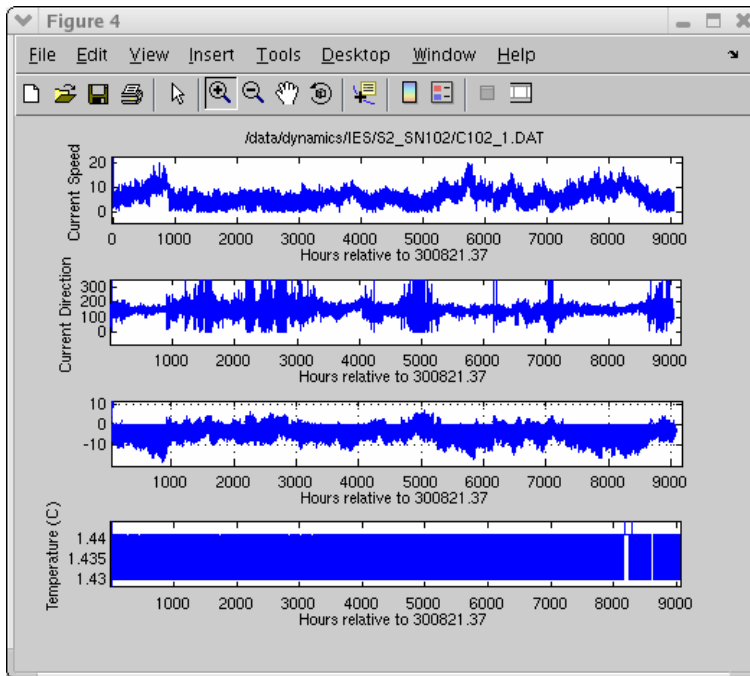 Figure 4
File Edit View Insert Tools Desktop Window Help
/data/dynamics/IES/S2_SN102/C102_1.DAT
Current Speed
20
10
0
0 1000 2000 3000 4000 5000 6000 7000 8000 9000
Hours relative to 300821.37
Current Direction
300
200
100
0
1000 2000 3000 4000 5000 6000 7000 8000 9000
Hours relative to 300821.37
10
0
-10
1000 2000 3000 4000 5000 6000 7000 8000 9000
Hours relative to 300821.37
Temperature (C)
1.44
1.435
1.43
1000 2000 3000 4000 5000 6000 7000 8000 9000
Hours relative to 300821.37